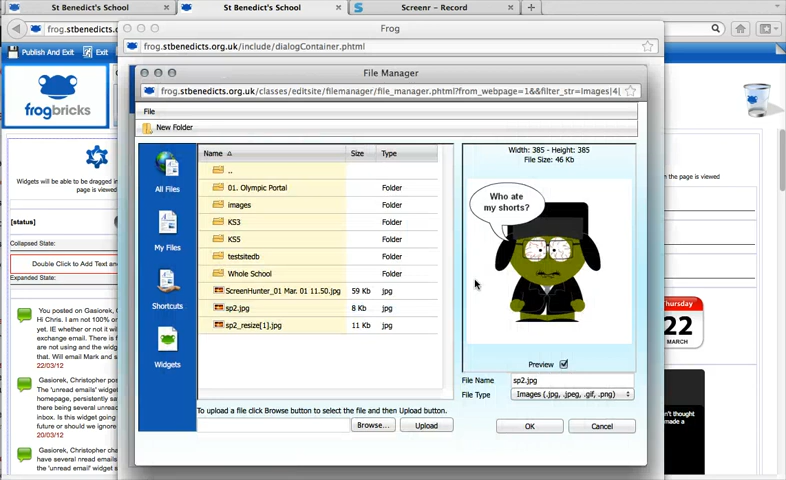 St Benedict's School
St Benedict's School
Screenr - Record
frog.stbenedicts.org.uk
Frog
frog.stbenedicts.org.uk/include/dialogContainer.phtml
Publish And Exit
Exit
File Manager
frog.stbenedicts.org.uk/classes/editsite/filemanager/file_manager.phtml?from_webpage=1&&filter_str=Images|4[
frogbricks
File
New Folder
Name
Size
Type
All Files
My Files
Shortcuts
Widgets
..
01. Olympic Portal
Folder
images
Folder
KS3
Folder
KS5
Folder
testsitedb
Folder
Whole School
Folder
ScreenHunter_01 Mar. 01 11.50.jpg
59 Kb
jpg
sp2.jpg
8 Kb
jpg
sp2_resize[1].jpg
11 Kb
jpg
Width: 385 - Height: 385
File Size: 46 Kb
Who ate
my shorts?
Preview
File Name
sp2.jpg
File Type
Images (.jpg, .jpeg, .gif, .png)
To upload a file click Browse button to select the file and then Upload button.
Browse...
Upload
OK
Cancel
Widgets will be able to be dragged in
page is viewed
n the page is viewed
[status]
Collapsed State:
Double Click to Add Text an
Expanded State:
You posted on Gasiorek, Christopher
Hi Chris. I am not 100%
yet. IE whether or not it wi
exchange email. There is f
are not using and the widg
that. Will email Mark and s
22/03/12
Gasiorek, Christopher po
The 'unread emails' widg
homepage, persistently sa
there being several unread
inbox. Is this widget going
future or should we ignore
20/03/12
Gasiorek, Christopher cha
have several nread emails
the 'unread email' widget
22
MARCH
n't thought
made a